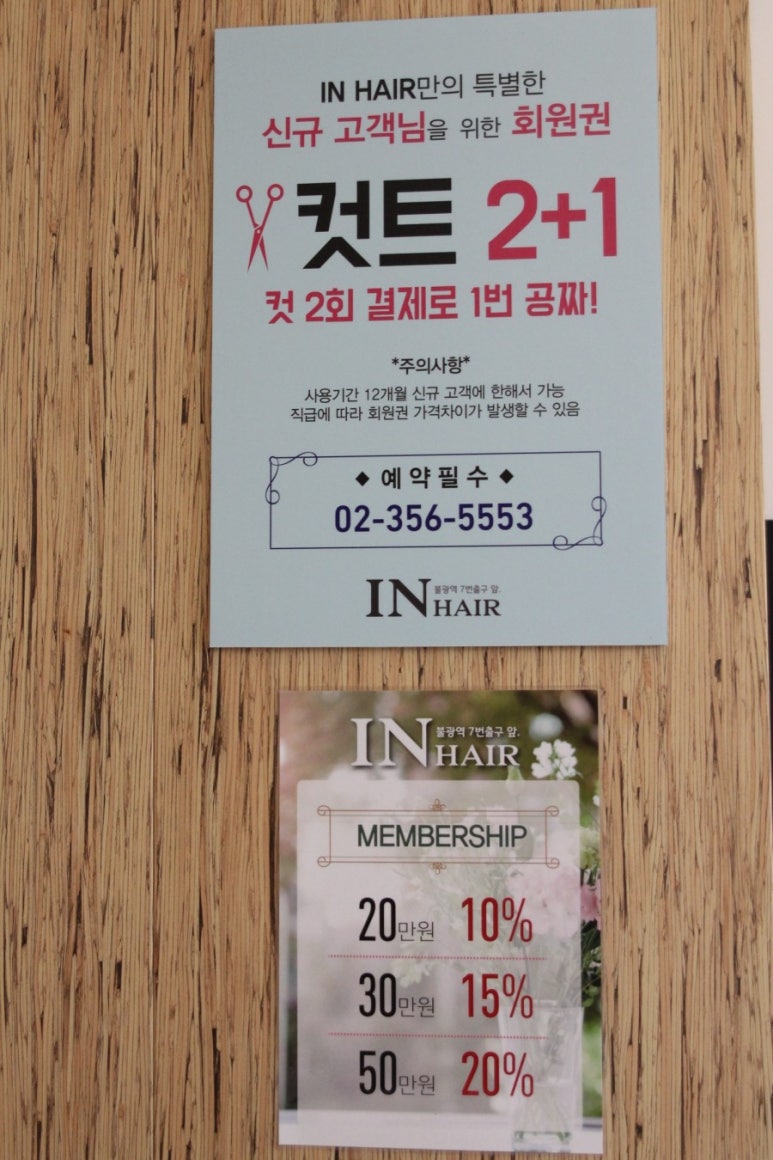 IN HAIR만의 특별한
신규 고객님을 위한 회원권
컷트 2+1
컷 2회 결제로 1번 공짜!
*주의사항*
사용기간 12개월 신규 고객에 한해서 가능
직급에 따라 회원권 가격차이가 발생할 수 있음
◆ 예약필수 ◆
02-356-5553
불광역 7번출구 앞.
IN HAIR
불광역 7번출구 앞.
IN HAIR
MEMBERSHIP
20만원 10%
30만원 15%
50만원 20%